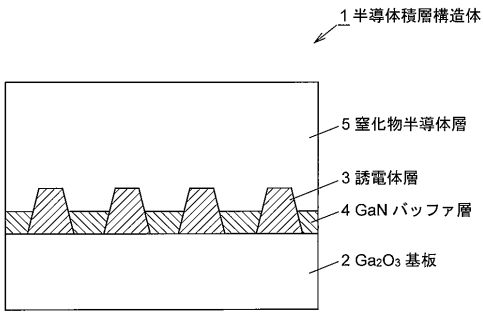 1 半導体積層構造体
5 窒化物半導体層
3 誘電体層
4 GaN バッファ層
2 Ga₂O₃ 基板